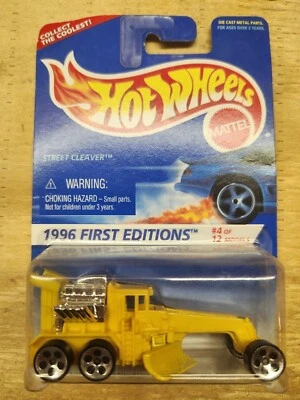 COLLECT
THE COOLEST!
DIE CAST METAL PARTS.
FOR AGES OVER 3 YEARS.
HOT WHEELS
MATTEL
STREET CLEAVER™
WARNING:
CHOKING HAZARD – Small parts.
Not for children under 3 years.
1996 FIRST EDITIONS™
#4 OF
12 MODELS